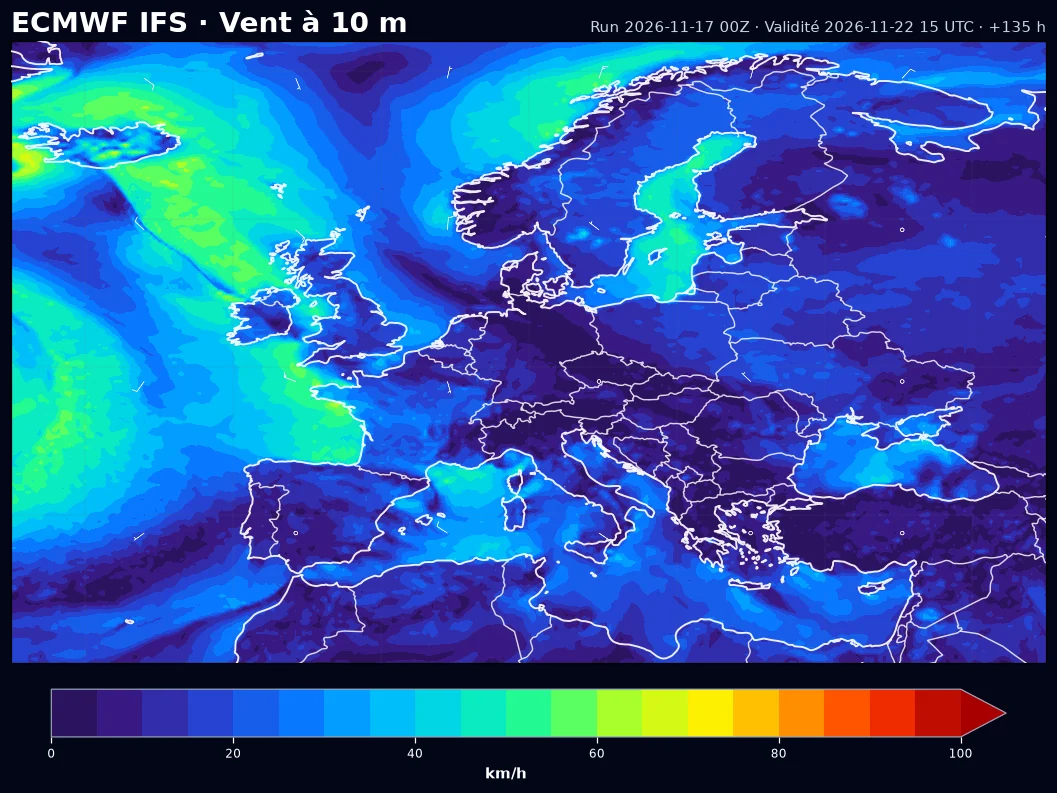 ECMWF IFS · Vent à 10 m
Run 2026-11-17 00Z · Validité 2026-11-22 15 UTC · +135 h
0 20 40 60 80 100
km/h